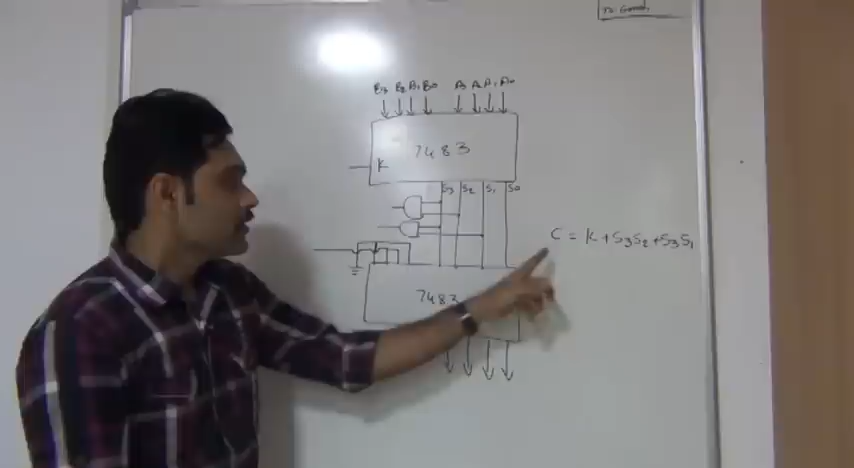 B3 B2 B1 B0 A3 A2 A1 A0
7483
K
S3 S2 S1 S0
C = K + S3S2 + S3S1
7483